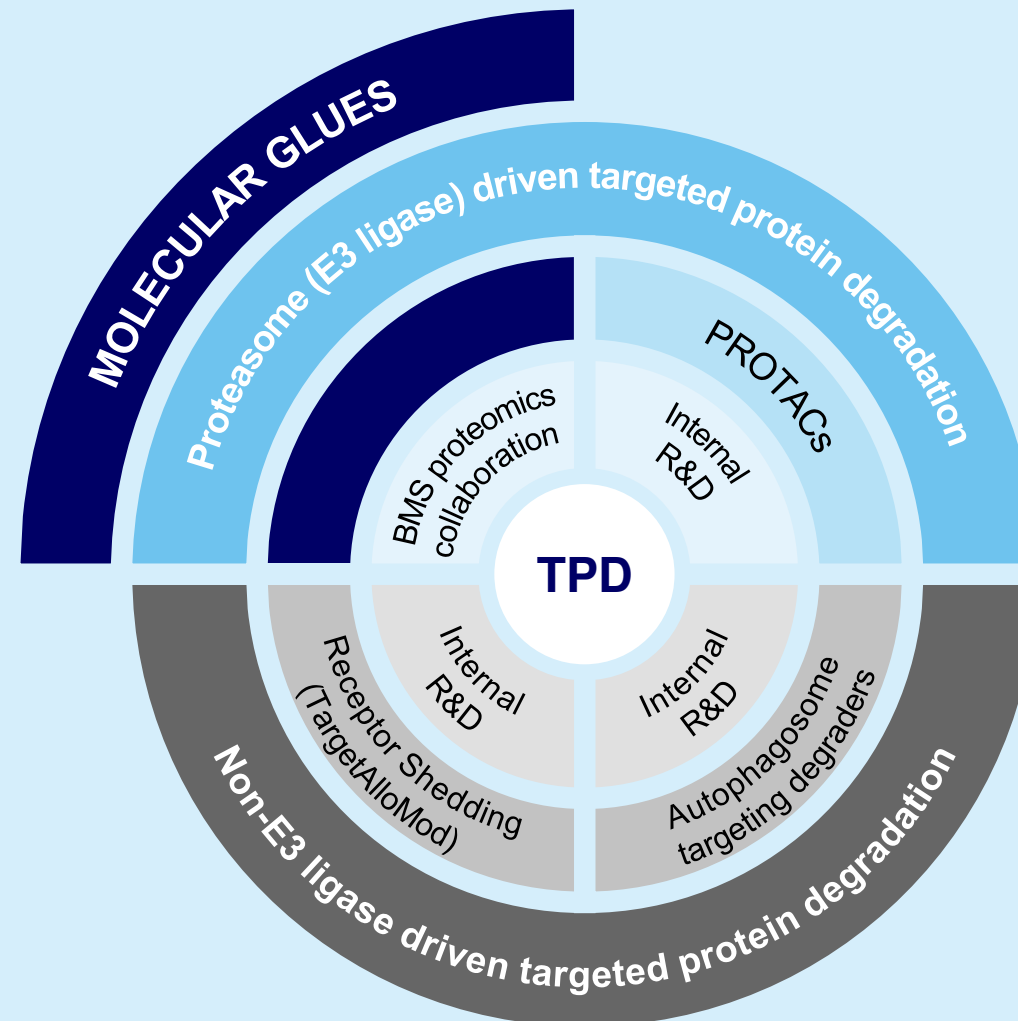 MOLECULAR GLUES
Proteasome (E3 ligase) driven targeted protein degradation
PROTACs
BMS proteomics
collaboration
Internal
R&D
TPD
Internal
R&D
Internal
R&D
Receptor Shedding
(TargetAlloMod)
Autophagosome
targeting degraders
Non-E3 ligase driven targeted protein degradation